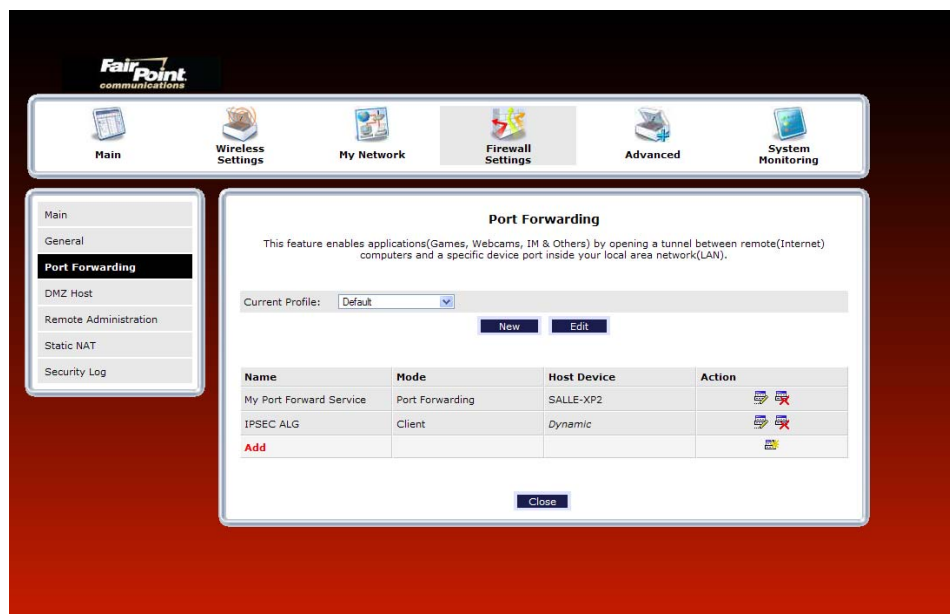 FairPoint.
communications
Main
Wireless
Settings
My Network
Firewall
Settings
Advanced
System
Monitoring
Main
General
Port Forwarding
DMZ Host
Remote Administration
Static NAT
Security Log
Port Forwarding
This feature enables applications(Games, Webcams, IM & Others) by opening a tunnel between remote(Internet)
computers and a specific device port inside your local area network(LAN).
Current Profile: Default
New Edit
Name Mode Host Device Action
My Port Forward Service Port Forwarding SALLE-XP2
IPSEC ALG Client Dynamic
Add
Close